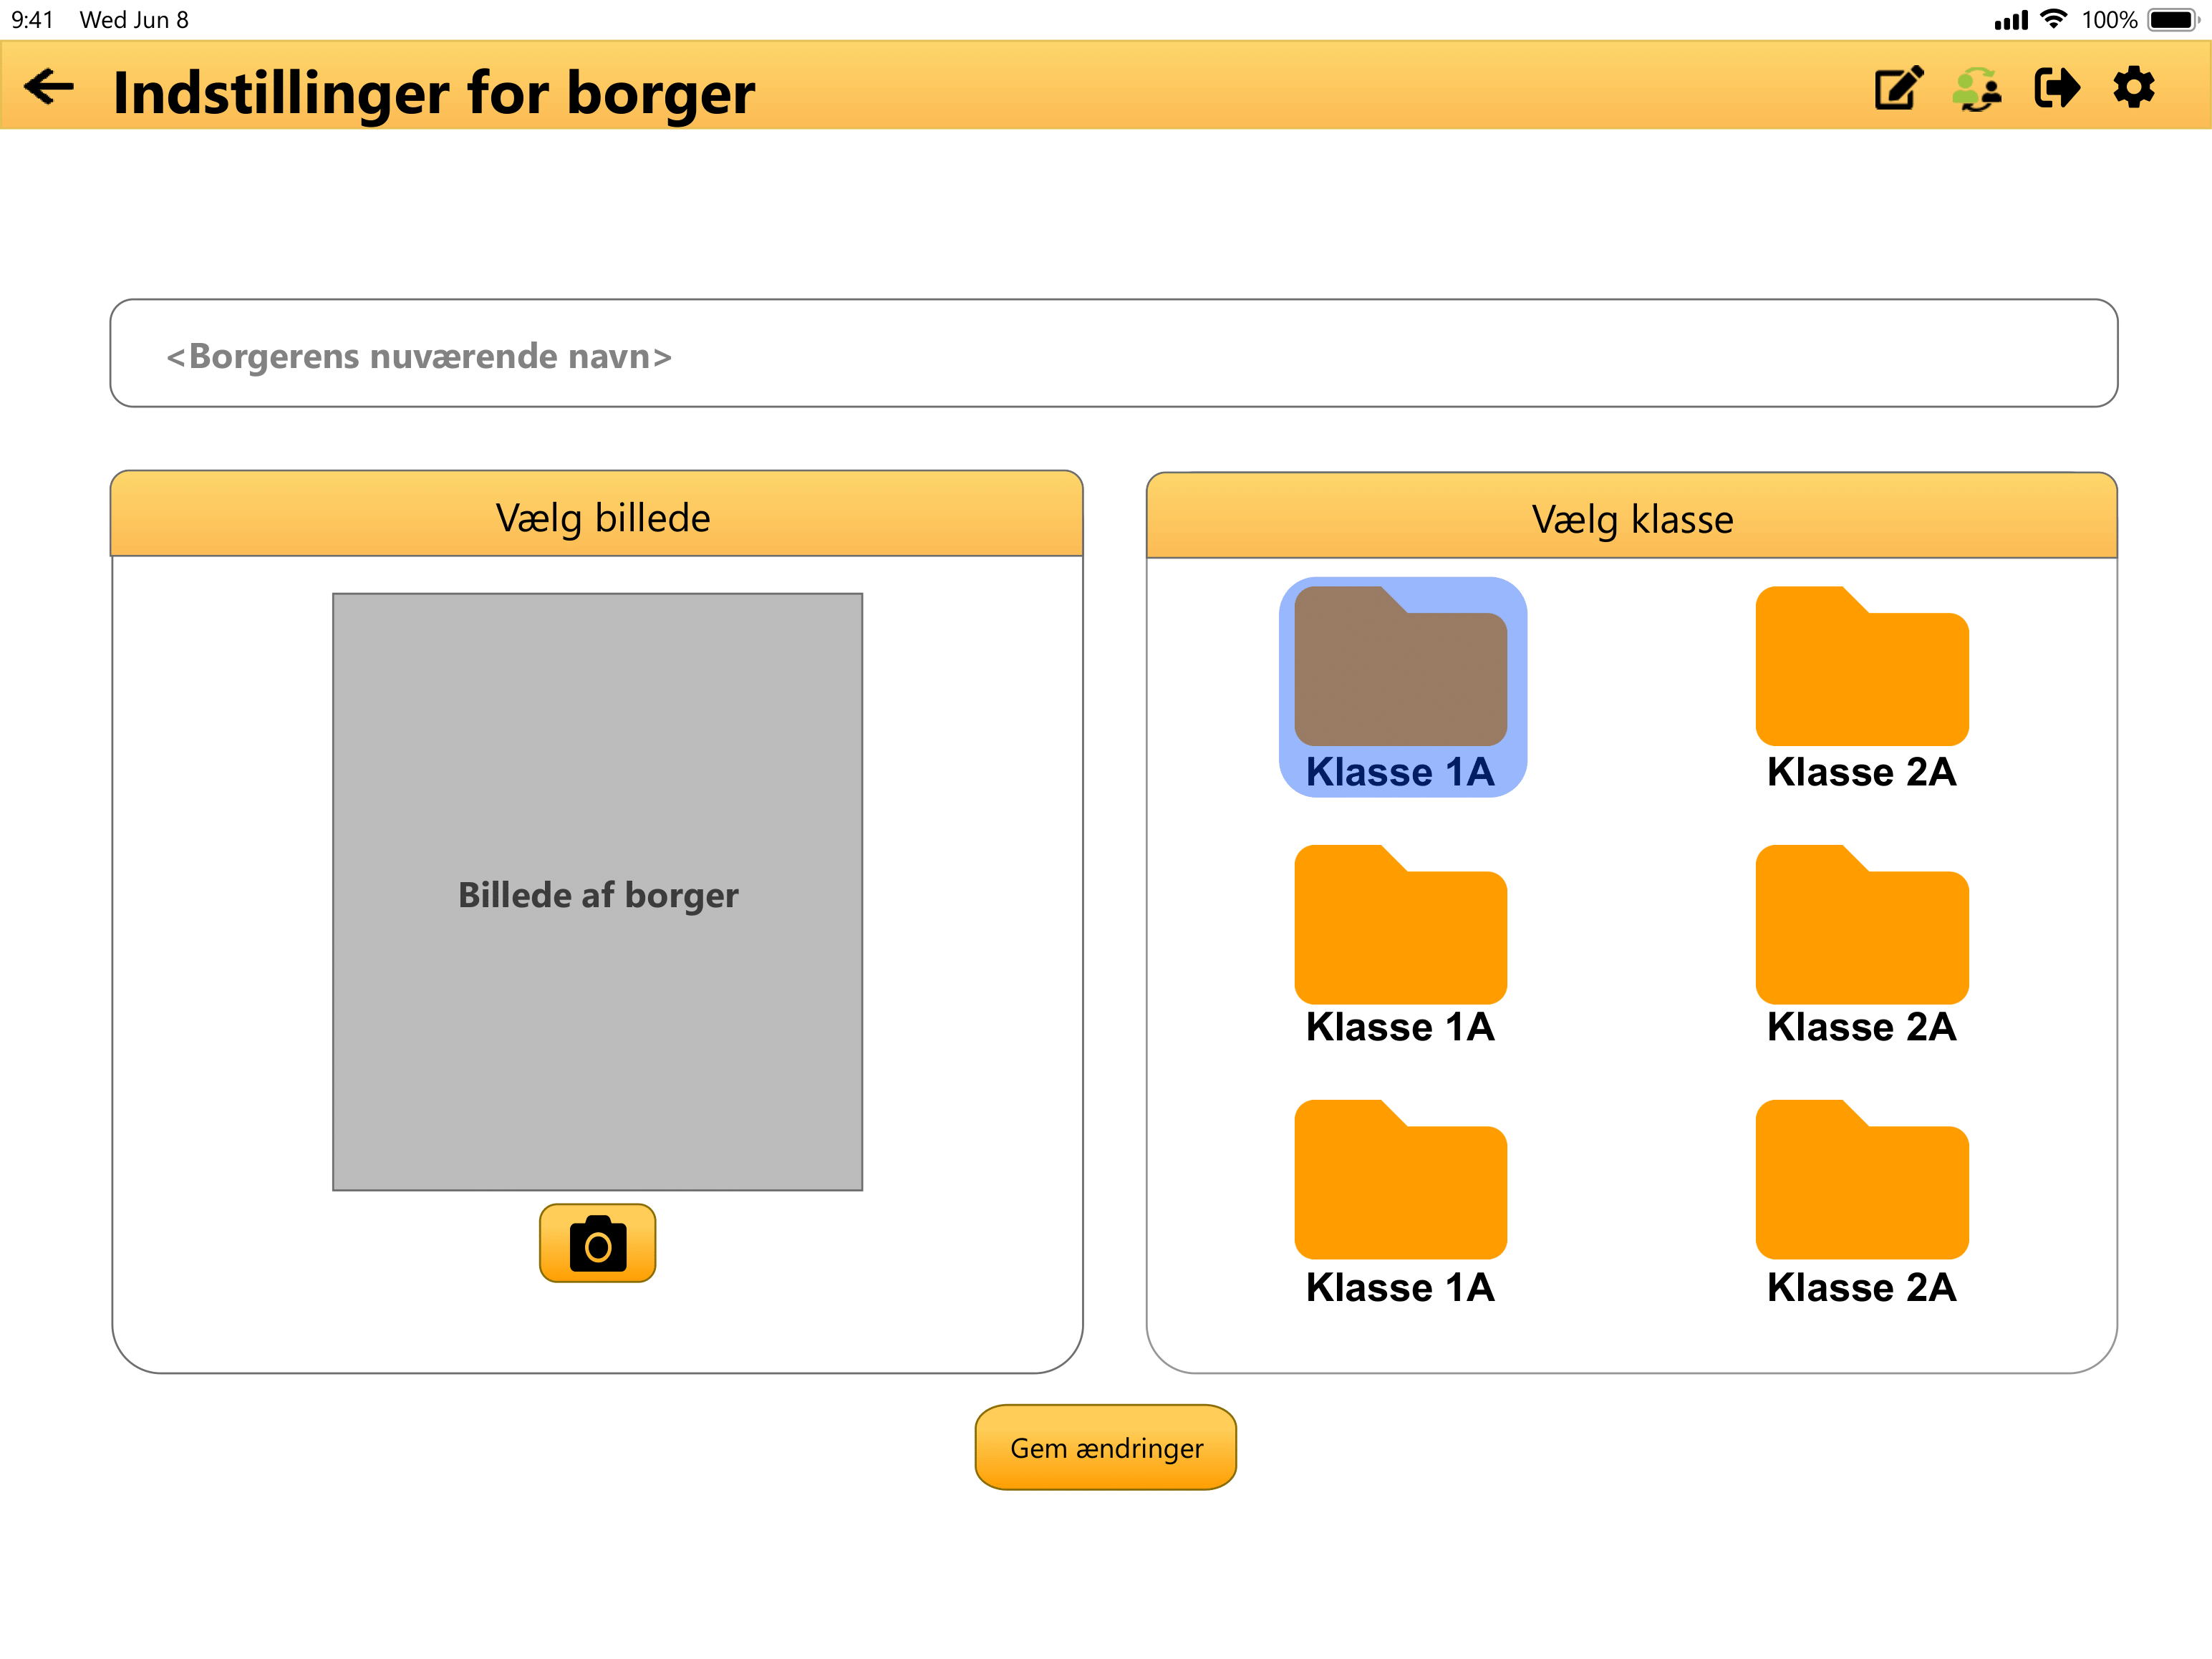 9:41 Wed Jun 8 100%
Indstillinger for borger
<Borgerens nuværende navn>
Vælg billede
Billede af borger
Vælg klasse
Klasse 1A Klasse 2A
Klasse 1A Klasse 2A
Klasse 1A Klasse 2A
Gem ændringer